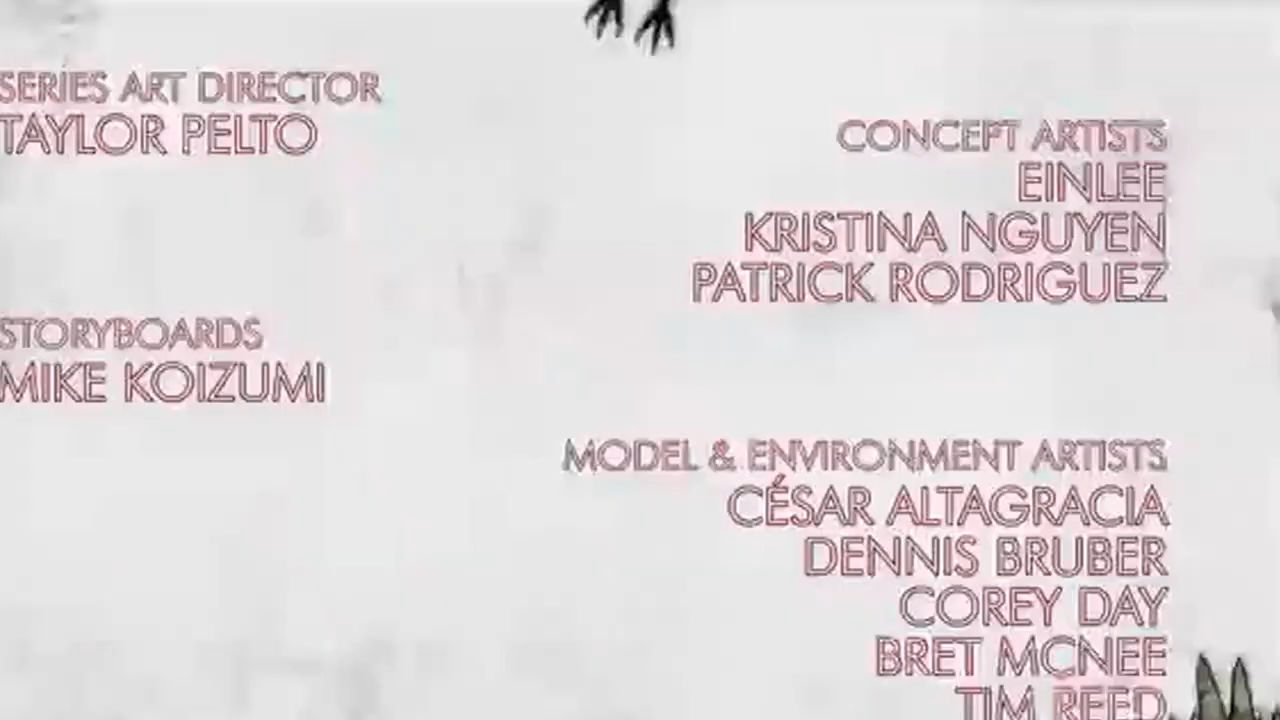 SERIES ART DIRECTOR
TAYLOR PELTO
STORYBOARDS
MIKE KOIZUMI
CONCEPT ARTISTS
EINLEE
KRISTINA NGUYEN
PATRICK RODRIGUEZ
MODEL & ENVIRONMENT ARTISTS
CÉSAR ALTAGRACIA
DENNIS BRUBER
COREY DAY
BRET MCNEE
TIM REED